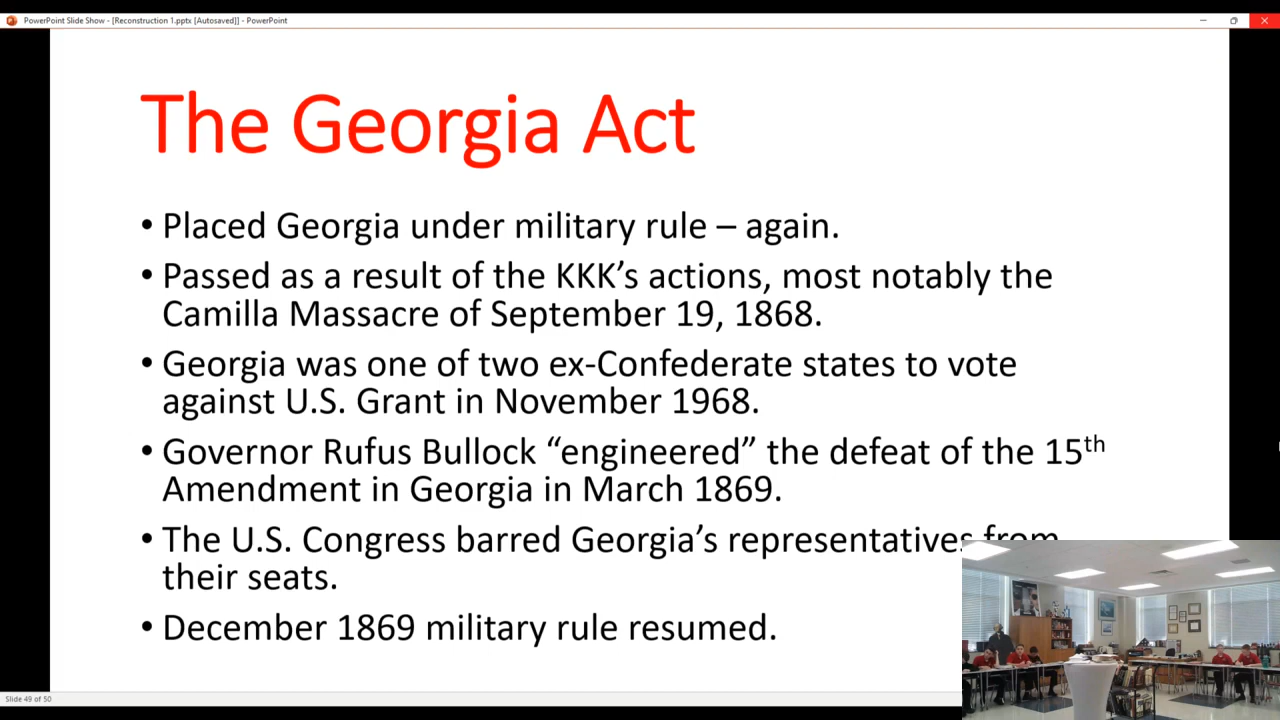 PowerPoint Slide Show - [Reconstruction 1.pptx [Autosaved]] - PowerPoint
The Georgia Act
• Placed Georgia under military rule – again.
• Passed as a result of the KKK’s actions, most notably the
Camilla Massacre of September 19, 1868.
• Georgia was one of two ex-Confederate states to vote
against U.S. Grant in November 1968.
• Governor Rufus Bullock “engineered” the defeat of the 15th
Amendment in Georgia in March 1869.
• The U.S. Congress barred Georgia’s representatives from
their seats.
• December 1869 military rule resumed.
Slide 49 of 50